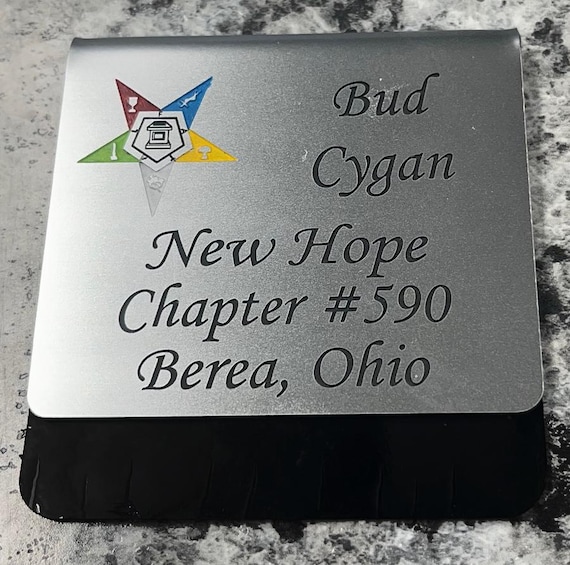 Bud
Cygan
New Hope
Chapter #590
Berea, Ohio